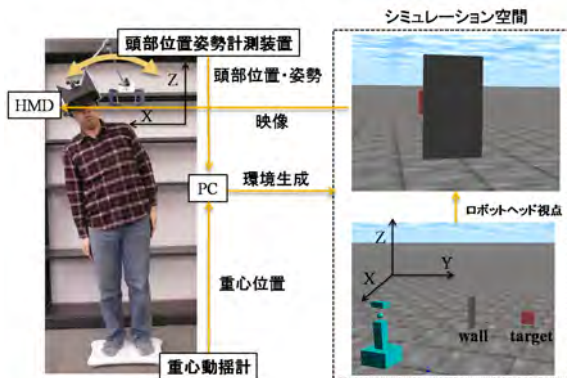 シミュレーション空間
頭部位置姿勢計測装置
Z
頭部位置・姿勢
HMD
X
映像
PC
環境生成
ロボットヘッド視点
Z
Y
X
重心位置
wall
target
重心動揺計